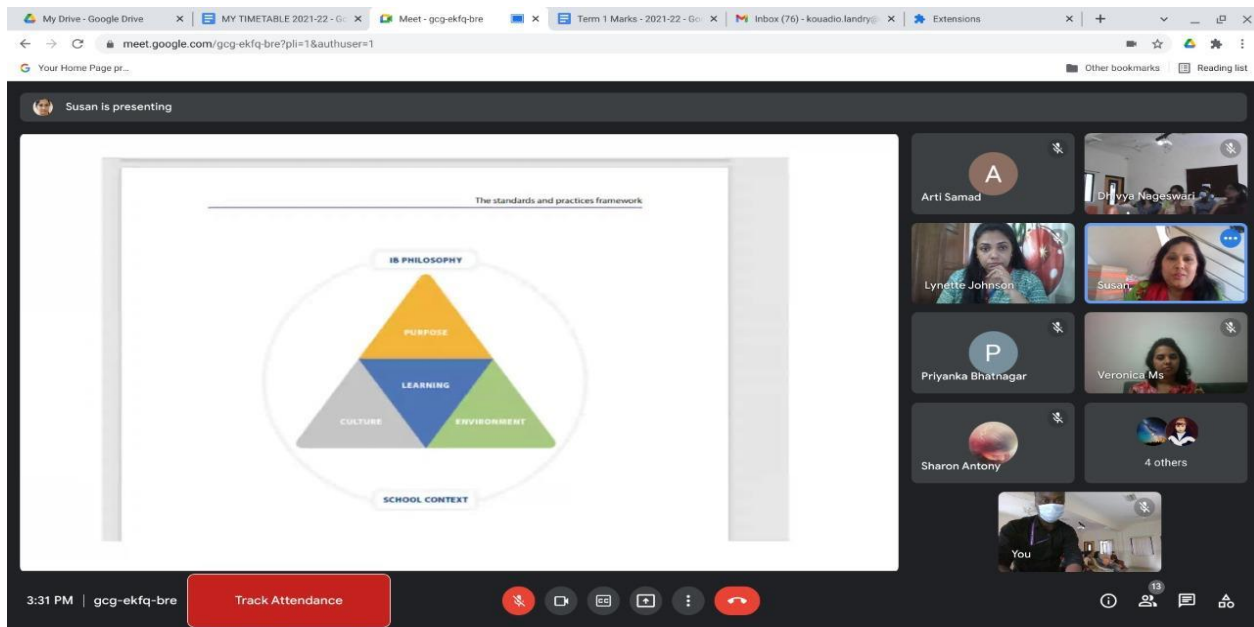 My Drive - Google Drive
MY TIMETABLE 2021-22 - Go
Meet - gcg-ekfq-bre
Term 1 Marks - 2021-22 - Goo
Inbox (76) - kouadio.landry@
Extensions
meet.google.com/gcg-ekfq-bre?pli=1&authuser=1
Your Home Page pr...
Other bookmarks
Reading list
Susan is presenting
The standards and practices framework
IB PHILOSOPHY
PURPOSE
LEARNING
CULTURE
ENVIRONMENT
SCHOOL CONTEXT
A
Arti Samad
Dhivya Nageswari
Lynette Johnson
Susan
P
Priyanka Bhatnagar
Veronica Ms
Sharon Antony
4 others
You
3:31 PM | gcg-ekfq-bre
Track Attendance
CC
13